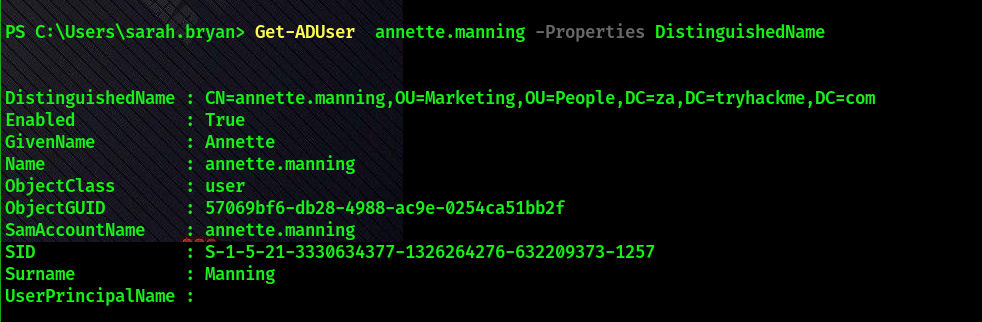 PS C:\Users\sarah.bryan> Get-ADUser  annette.manning -Properties DistinguishedName
DistinguishedName : CN=annette.manning,OU=Marketing,OU=People,DC=za,DC=tryhackme,DC=com
Enabled           : True
GivenName         : Annette
Name              : annette.manning
ObjectClass       : user
ObjectGUID        : 57069bf6-db28-4988-ac9e-0254ca51bb2f
SamAccountName    : annette.manning
SID               : S-1-5-21-3330634377-1326264276-632209373-1257
Surname           : Manning
UserPrincipalName :